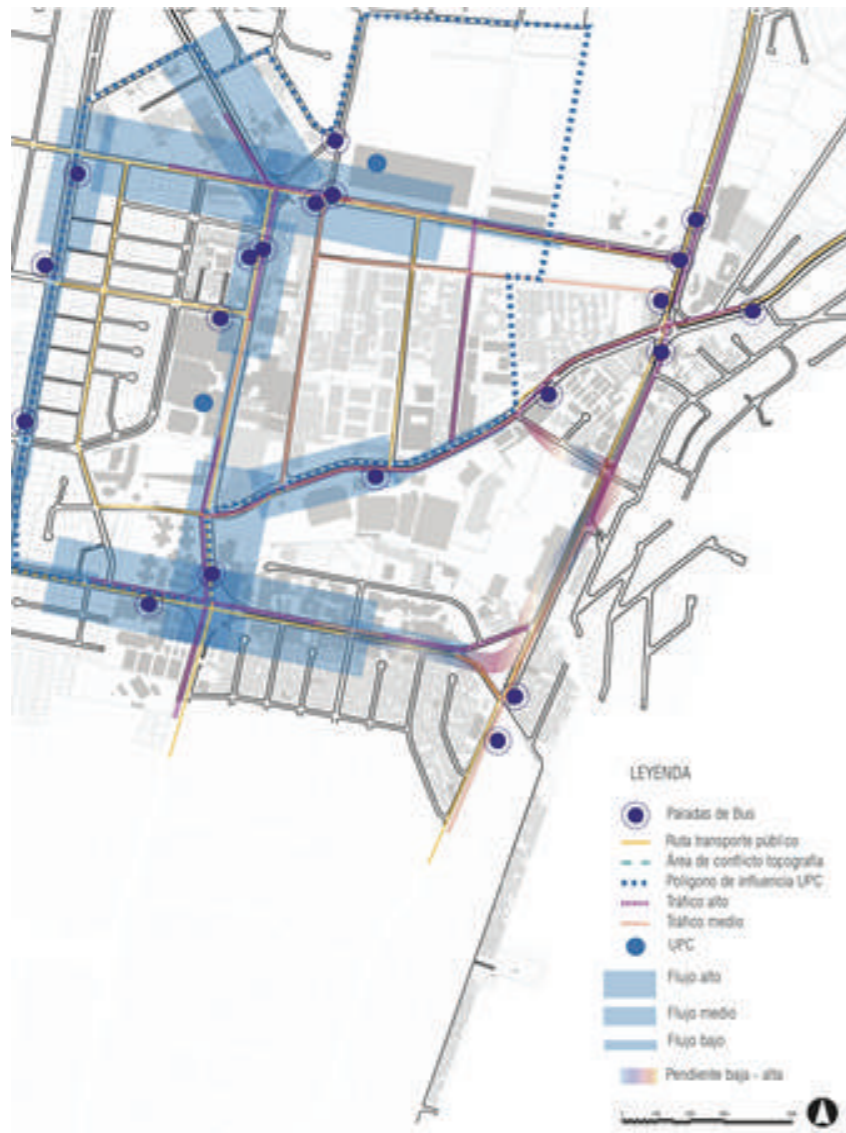 LEYENDA
Paradas de Bus
Ruta transporte público
Área de conflicto topografía
Polígono de influencia UPC
Tráfico alto
Tráfico medio
UPC
Flujo alto
Flujo medio
Flujo bajo
Pendiente baja - alta